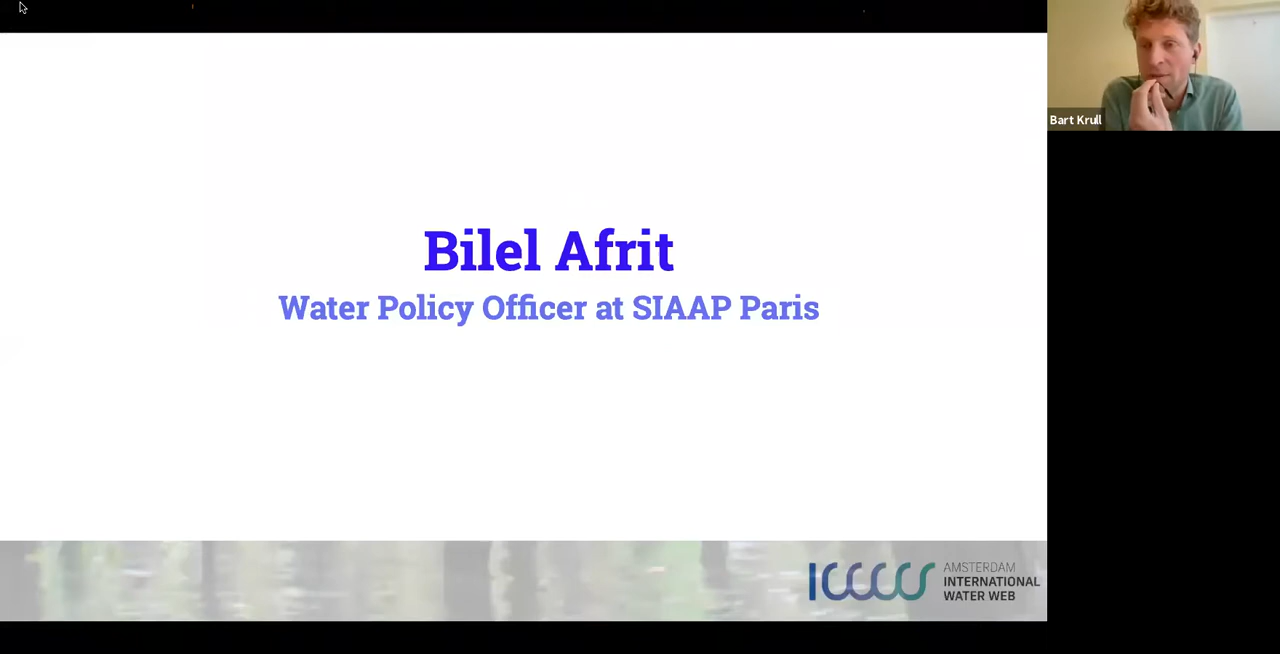 Bart Krull
Bilel Afrit
Water Policy Officer at SIAAP Paris
AMSTERDAM
INTERNATIONAL
WATER WEB